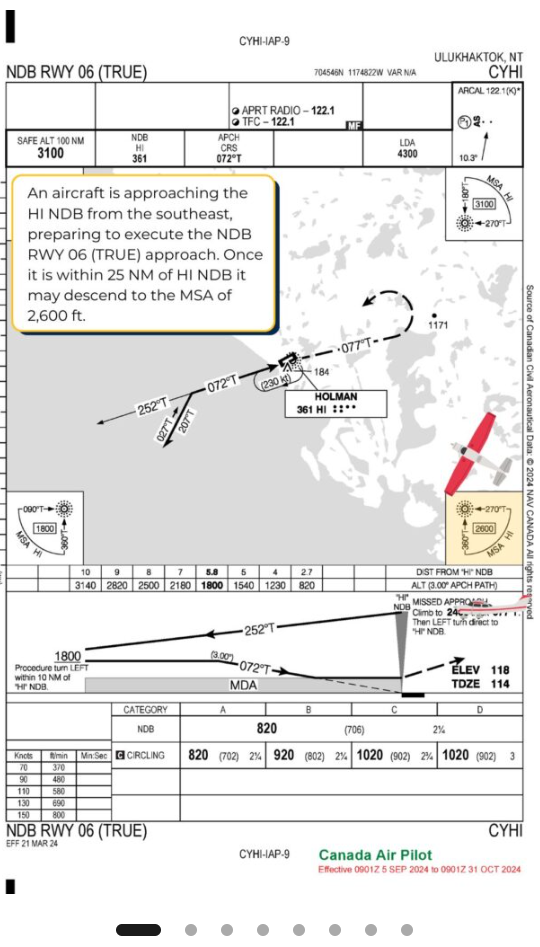 CYHI-IAP-9
ULUKHAKTOK, NT
NDB RWY 06 (TRUE)
704546N 1174822W VAR N/A
CYHI
APRT RADIO – 122.1
TFC – 122.1
MF
ARCAL 122.1(K)*
P1
AS
10.3°
SAFE ALT 100 NM
3100
NDB
HI
361
APCH
CRS
072°T
LDA
4300
An aircraft is approaching the
HI NDB from the southeast,
preparing to execute the NDB
RWY 06 (TRUE) approach. Once
it is within 25 NM of HI NDB it
may descend to the MSA of
2,600 ft.
MSA HI
180°T
3100
270°T
1171
077°T
184
072°T
(230 kt)
252°T
HOLMAN
361 HI
027°T
207°T
090°T
1800
360°T
MSA HI
270°T
2600
360°T
MSA HI
Source of Canadian Civil Aeronautical Data: © 2024 NAV CANADA All rights reserved
10 9 8 7 5.8 5 4 2.7 DIST FROM "HI" NDB
3140 2820 2500 2180 1800 1540 1230 820 ALT (3.00° APCH PATH)
"HI"
NDB
MISSED APPROACH
Climb to
Then LEFT turn direct to
"HI" NDB.
252°T
1800
(3.00°)
072°T
Procedure turn LEFT
within 10 NM of
"HI" NDB.
MDA
ELEV 118
TDZE 114
CATEGORY A B C D
NDB 820 (706) 2¼
C CIRCLING 820 (702) 2¼ 920 (802) 2¼ 1020 (902) 2¾ 1020 (902) 3
Knots ft/min Min:Sec
70 370
90 480
110 580
130 690
150 800
NDB RWY 06 (TRUE)
CYHI
EFF 21 MAR 24
CYHI-IAP-9
Canada Air Pilot
Effective 0901Z 5 SEP 2024 to 0901Z 31 OCT 2024